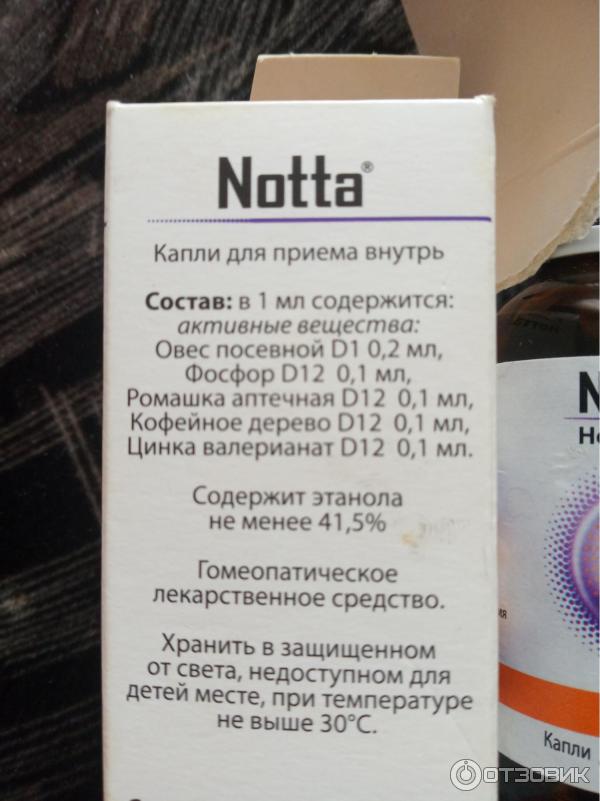 Notta®
Капли для приема внутрь
Состав: в 1 мл содержится:
активные вещества:
Овес посевной D1 0,2 мл,
Фосфор D12 0,1 мл,
Ромашка аптечная D12 0,1 мл,
Кофейное дерево D12 0,1 мл,
Цинка валерианат D12 0,1 мл.
Содержит этанола
не менее 41,5%
Гомеопатическое
лекарственное средство.
Хранить в защищенном
от света, недоступном для
детей месте, при температуре
не выше 30°C.
Капли
ОТЗОВИК